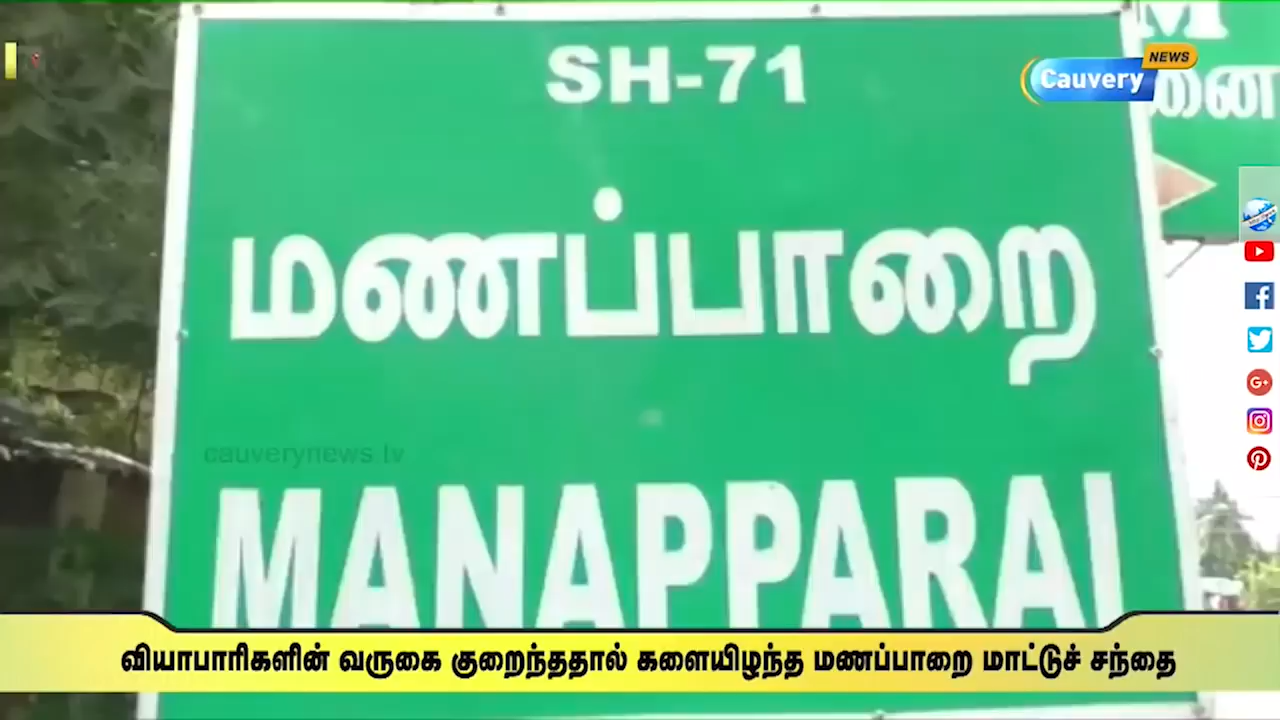 SH-71
NEWS
Cauvery
மணப்பாறை
cauverynews.tv
MANAPPARAI
வியாபாரிகளின் வருகை குறைந்ததால் களையிழந்த மணப்பாறை மாட்டுச் சந்தை